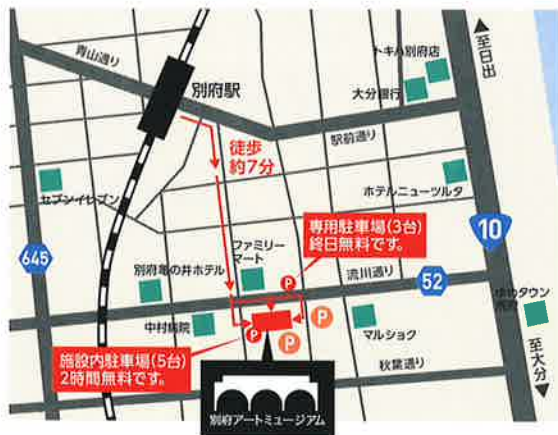 至日出
トキハ別府店
青山通り
別府駅
大分銀行
駅前通り
徒歩
約7分
セブンイレブン
ホテルニューツルタ
専用駐車場(3台)
終日無料です。
10
645
ファミリー
マート
別府亀の井ホテル
流川通り
52
P
P
P
P
中村病院
マルショク
施設内駐車場(5台)
2時間無料です。
秋葉通り
至大分
別府アートミュージアム